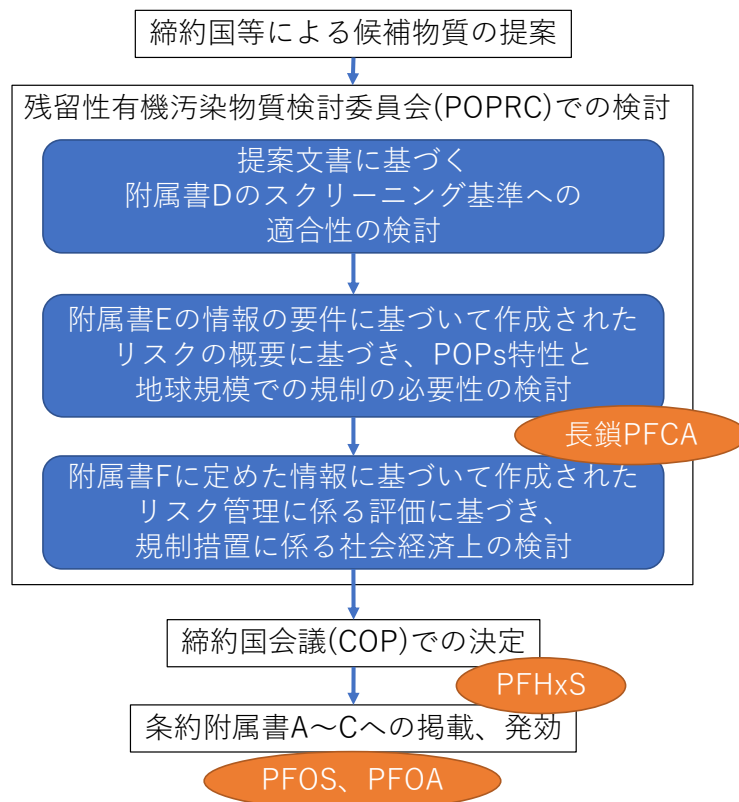 締約国等による候補物質の提案
残留性有機汚染物質検討委員会(POPRC)での検討
提案文書に基づく
附属書Dのスクリーニング基準への
適合性の検討
附属書Eの情報の要件に基づいて作成された
リスクの概要に基づき、POPs特性と
地球規模での規制の必要性の検討
長鎖PFCA
附属書Fに定めた情報に基づいて作成された
リスク管理に係る評価に基づき、
規制措置に係る社会経済上の検討
締約国会議(COP)での決定
PFHxS
条約附属書A～Cへの掲載、発効
PFOS、PFOA